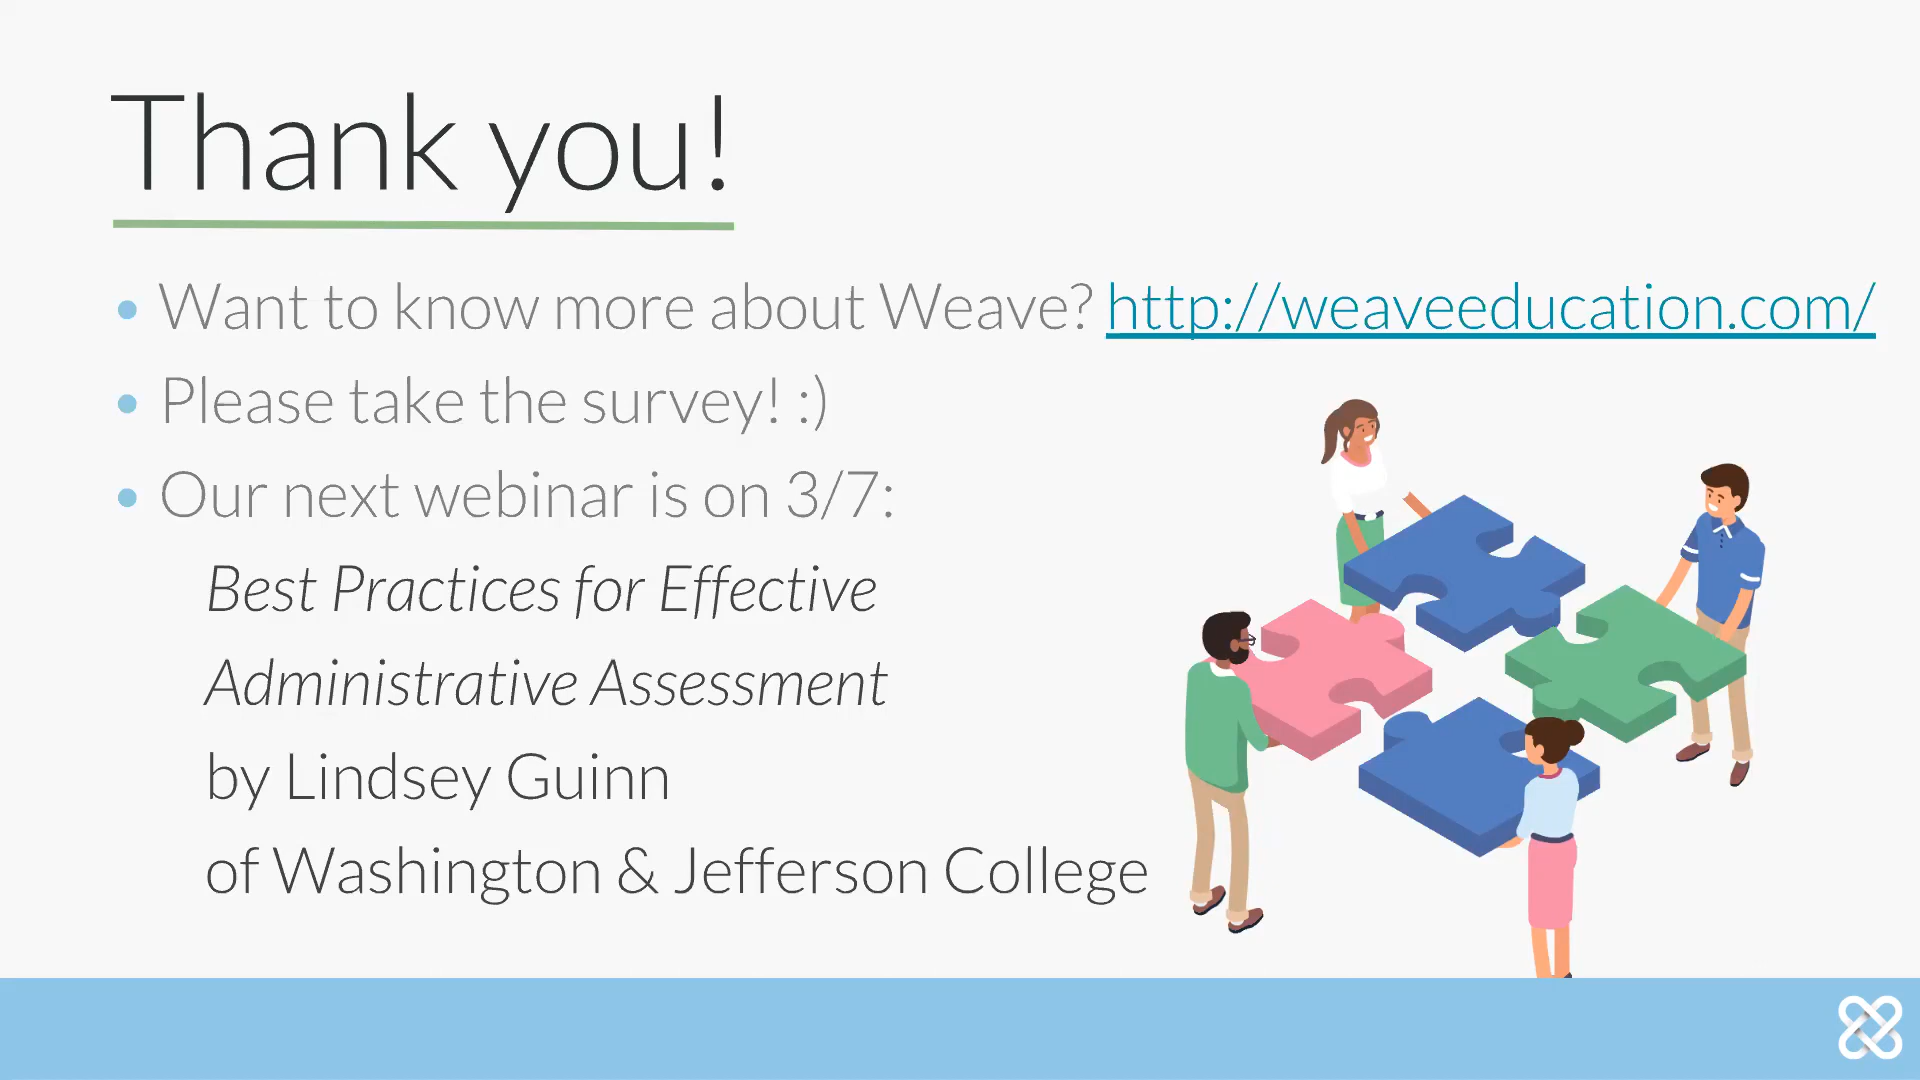 Thank you!
• Want to know more about Weave? http://weaveeducation.com/
• Please take the survey! :)
• Our next webinar is on 3/7:
Best Practices for Effective
Administrative Assessment
by Lindsey Guinn
of Washington & Jefferson College